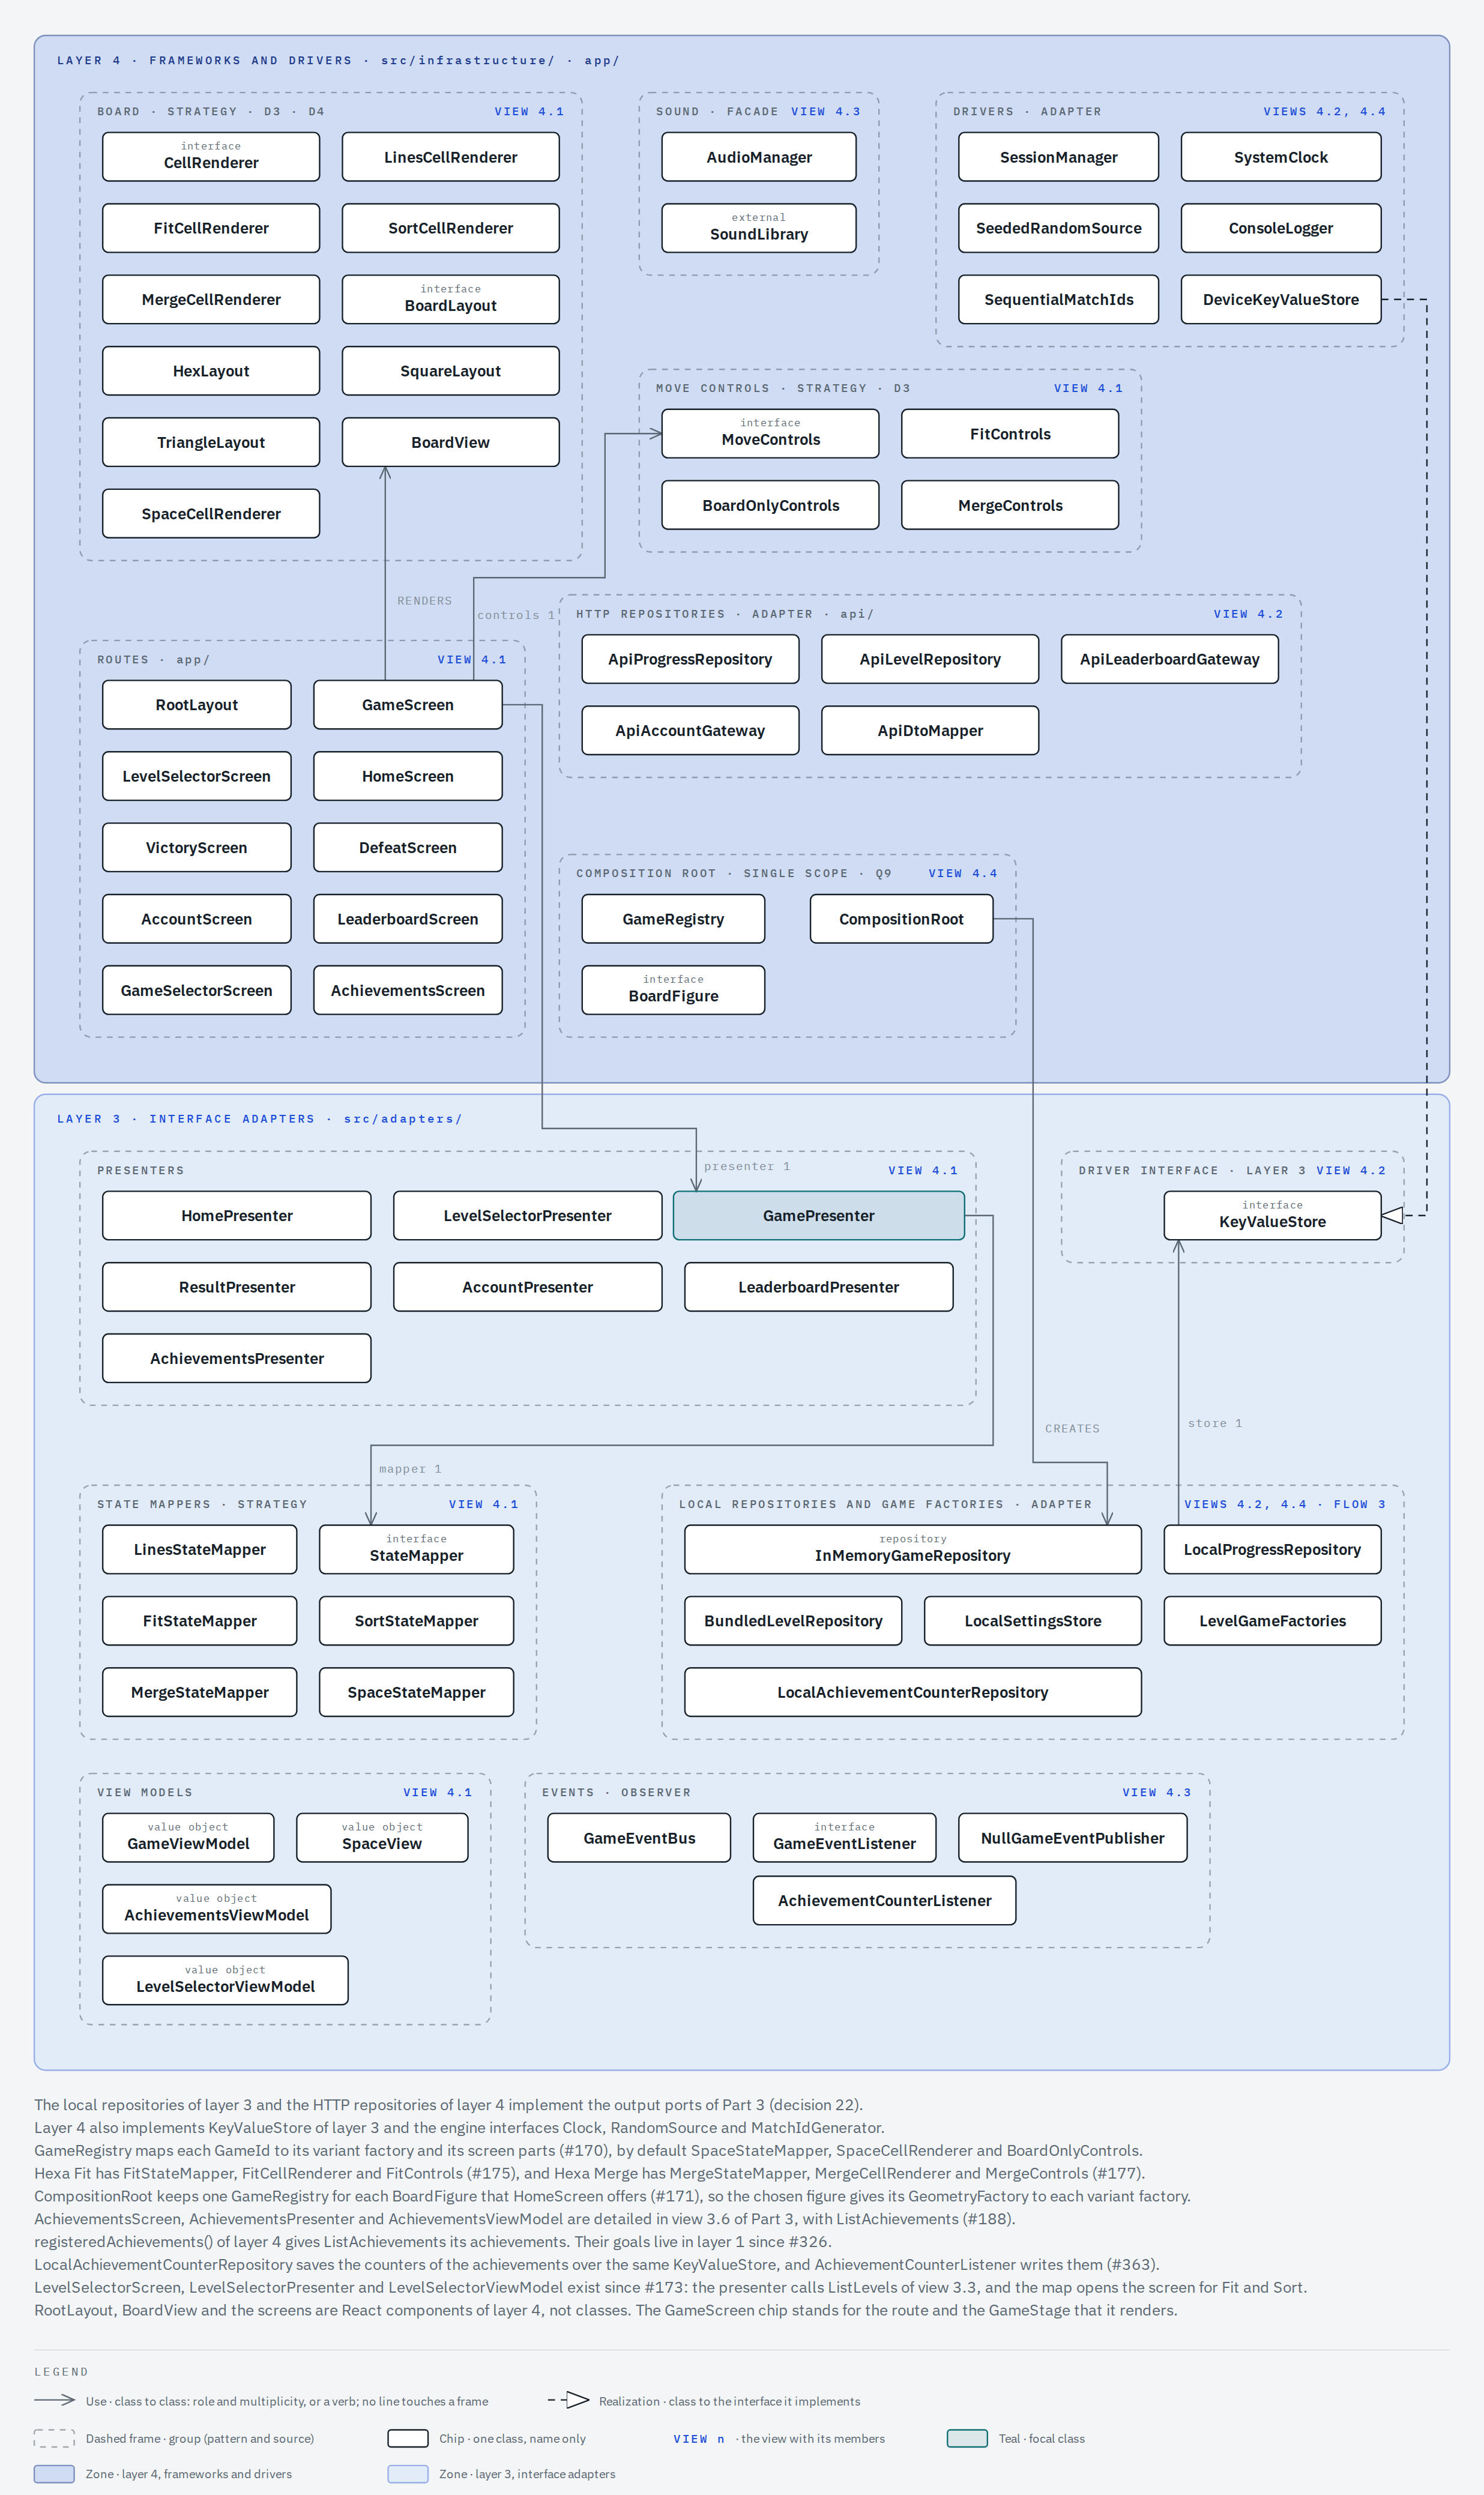 LAYER 4 · FRAMEWORKS AND DRIVERS · src/infrastructure/ · app/
BOARD · STRATEGY · D3 · D4
VIEW 4.1
interface
CellRenderer
LinesCellRenderer
FitCellRenderer
SortCellRenderer
MergeCellRenderer
interface
BoardLayout
HexLayout
SquareLayout
TriangleLayout
BoardView
SpaceCellRenderer
SOUND · FACADE
VIEW 4.3
AudioManager
external
SoundLibrary
DRIVERS · ADAPTER
VIEWS 4.2, 4.4
SessionManager
SystemClock
SeededRandomSource
ConsoleLogger
SequentialMatchIds
DeviceKeyValueStore
MOVE CONTROLS · STRATEGY · D3
VIEW 4.1
interface
MoveControls
FitControls
BoardOnlyControls
MergeControls
RENDERS
controls 1
HTTP REPOSITORIES · ADAPTER · api/
VIEW 4.2
ApiProgressRepository
ApiLevelRepository
ApiLeaderboardGateway
ApiAccountGateway
ApiDtoMapper
ROUTES · app/
VIEW 4.1
RootLayout
GameScreen
LevelSelectorScreen
HomeScreen
VictoryScreen
DefeatScreen
AccountScreen
LeaderboardScreen
GameSelectorScreen
AchievementsScreen
COMPOSITION ROOT · SINGLE SCOPE · Q9
VIEW 4.4
GameRegistry
CompositionRoot
interface
BoardFigure
LAYER 3 · INTERFACE ADAPTERS · src/adapters/
PRESENTERS
VIEW 4.1
presenter 1
HomePresenter
LevelSelectorPresenter
GamePresenter
ResultPresenter
AccountPresenter
LeaderboardPresenter
AchievementsPresenter
DRIVER INTERFACE · LAYER 3
VIEW 4.2
interface
KeyValueStore
mapper 1
CREATES
store 1
STATE MAPPERS · STRATEGY
VIEW 4.1
LinesStateMapper
interface
StateMapper
FitStateMapper
SortStateMapper
MergeStateMapper
SpaceStateMapper
LOCAL REPOSITORIES AND GAME FACTORIES · ADAPTER
VIEWS 4.2, 4.4 · FLOW 3
repository
InMemoryGameRepository
LocalProgressRepository
BundledLevelRepository
LocalSettingsStore
LevelGameFactories
LocalAchievementCounterRepository
VIEW MODELS
VIEW 4.1
value object
GameViewModel
value object
SpaceView
value object
AchievementsViewModel
value object
LevelSelectorViewModel
EVENTS · OBSERVER
VIEW 4.3
GameEventBus
interface
GameEventListener
NullGameEventPublisher
AchievementCounterListener
The local repositories of layer 3 and the HTTP repositories of layer 4 implement the output ports of Part 3 (decision 22).
Layer 4 also implements KeyValueStore of layer 3 and the engine interfaces Clock, RandomSource and MatchIdGenerator.
GameRegistry maps each GameId to its variant factory and its screen parts (#170), by default SpaceStateMapper, SpaceCellRenderer and BoardOnlyControls.
Hexa Fit has FitStateMapper, FitCellRenderer and FitControls (#175), and Hexa Merge has MergeStateMapper, MergeCellRenderer and MergeControls (#177).
CompositionRoot keeps one GameRegistry for each BoardFigure that HomeScreen offers (#171), so the chosen figure gives its GeometryFactory to each variant factory.
AchievementsScreen, AchievementsPresenter and AchievementsViewModel are detailed in view 3.6 of Part 3, with ListAchievements (#188).
registeredAchievements() of layer 4 gives ListAchievements its achievements. Their goals live in layer 1 since #326.
LocalAchievementCounterRepository saves the counters of the achievements over the same KeyValueStore, and AchievementCounterListener writes them (#363).
LevelSelectorScreen, LevelSelectorPresenter and LevelSelectorViewModel exist since #173: the presenter calls ListLevels of view 3.3, and the map opens the screen for Fit and Sort.
RootLayout, BoardView and the screens are React components of layer 4, not classes. The GameScreen chip stands for the route and the GameStage that it renders.
LEGEND
Use · class to class: role and multiplicity, or a verb; no line touches a frame
Realization · class to the interface it implements
Dashed frame · group (pattern and source)
Chip · one class, name only
VIEW n · the view with its members
Teal · focal class
Zone · layer 4, frameworks and drivers
Zone · layer 3, interface adapters